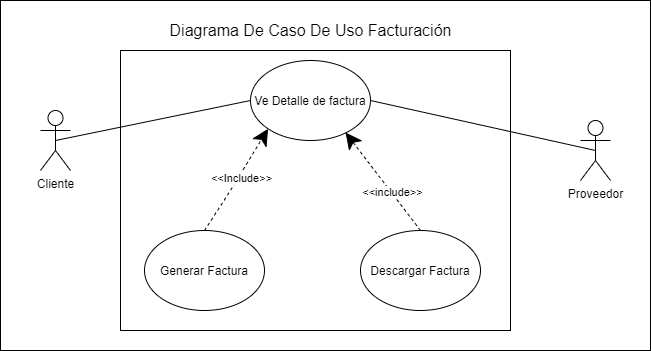 Diagrama De Caso De Uso Facturación
Ve Detalle de factura
Cliente
Proveedor
<<Include>>
<<include>>
Generar Factura
Descargar Factura